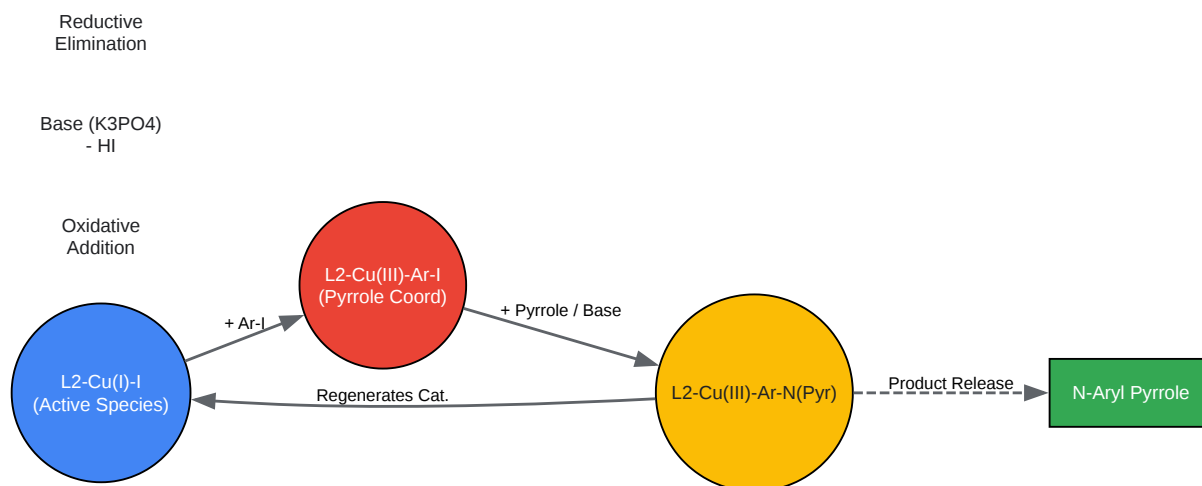 Reductive
Elimination
Base (K3PO4)
- HI
Oxidative
Addition
L2-Cu(III)-Ar-I
(Pyrrole Coord)
+ Ar-I
+ Pyrrole / Base
L2-Cu(I)-I
(Active Species)
Regenerates Cat.
L2-Cu(III)-Ar-N(Pyr)
Product Release
N-Aryl Pyrrole